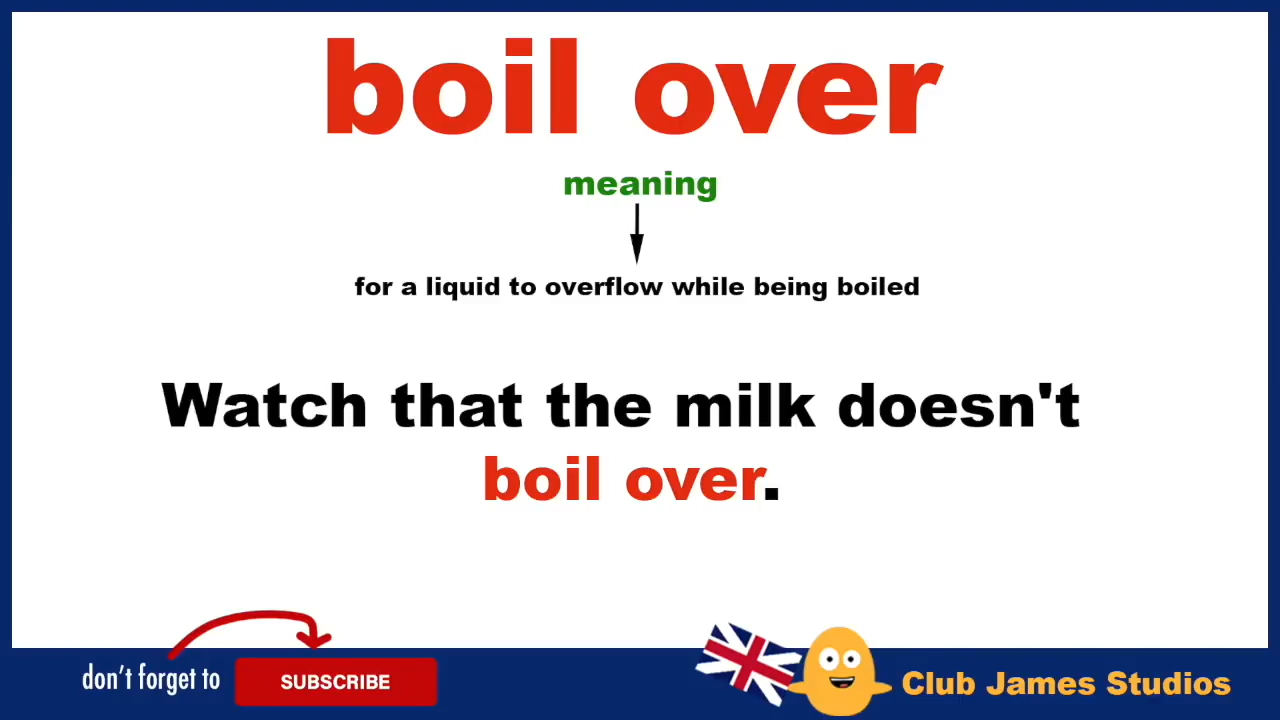 boil over
meaning
for a liquid to overflow while being boiled
Watch that the milk doesn't
boil over.
don't forget to
SUBSCRIBE
Club James Studios